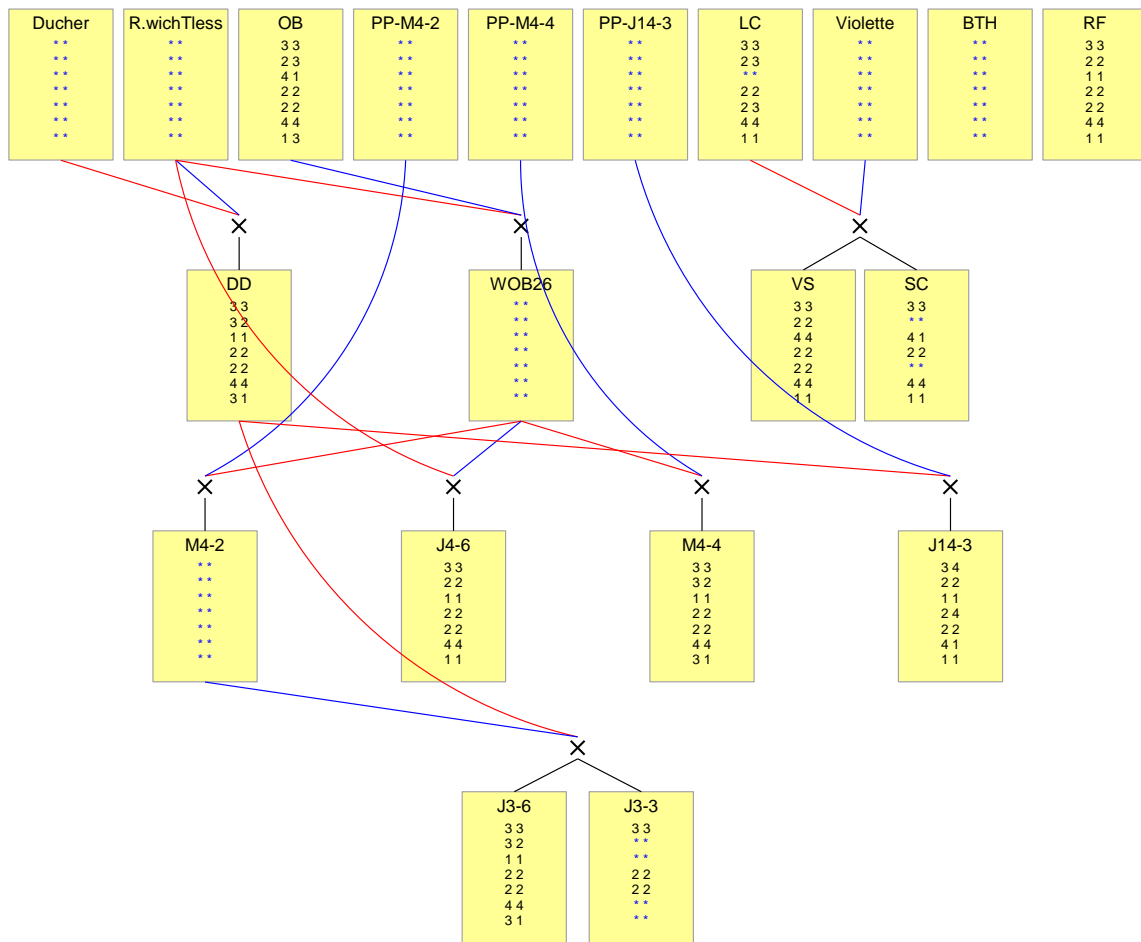 Ducher R.wichTless OB PP-M4-2 PP-M4-4 PP-J14-3 LC Violette BTH RF
* * * * 3 3 * * * * * * 3 3 * * * * 3 3
* * * * 2 3 * * * * * * 2 3 * * * * 2 2
* * * * 4 1 * * * * * * * * * * * * 1 1
* * * * 2 2 * * * * * * 2 2 * * * * 2 2
* * * * 2 2 * * * * * * 2 3 * * * * 2 2
* * * * 4 4 * * * * * * 4 4 * * * * 4 4
* * * * 1 3 * * * * * * 1 1 * * * * 1 1
DD WOB26 VS SC
3 3 * * 3 3 3 3
3 2 * * 2 2 * *
1 1 * * 4 4 4 1
2 2 * * 2 2 2 2
2 2 * * 2 2 * *
4 4 * * 4 4 4 4
3 1 * * 1 1 1 1
M4-2 J4-6 M4-4 J14-3
* * 3 3 3 3 3 4
* * 2 2 3 2 2 2
* * 1 1 1 1 1 1
* * 2 2 2 2 2 4
* * 2 2 2 2 2 2
* * 4 4 4 4 4 1
* * 1 1 3 1 1 1
J3-6 J3-3
3 3 3 3
3 2 * *
1 1 * *
2 2 2 2
2 2 2 2
4 4 * *
3 1 * *